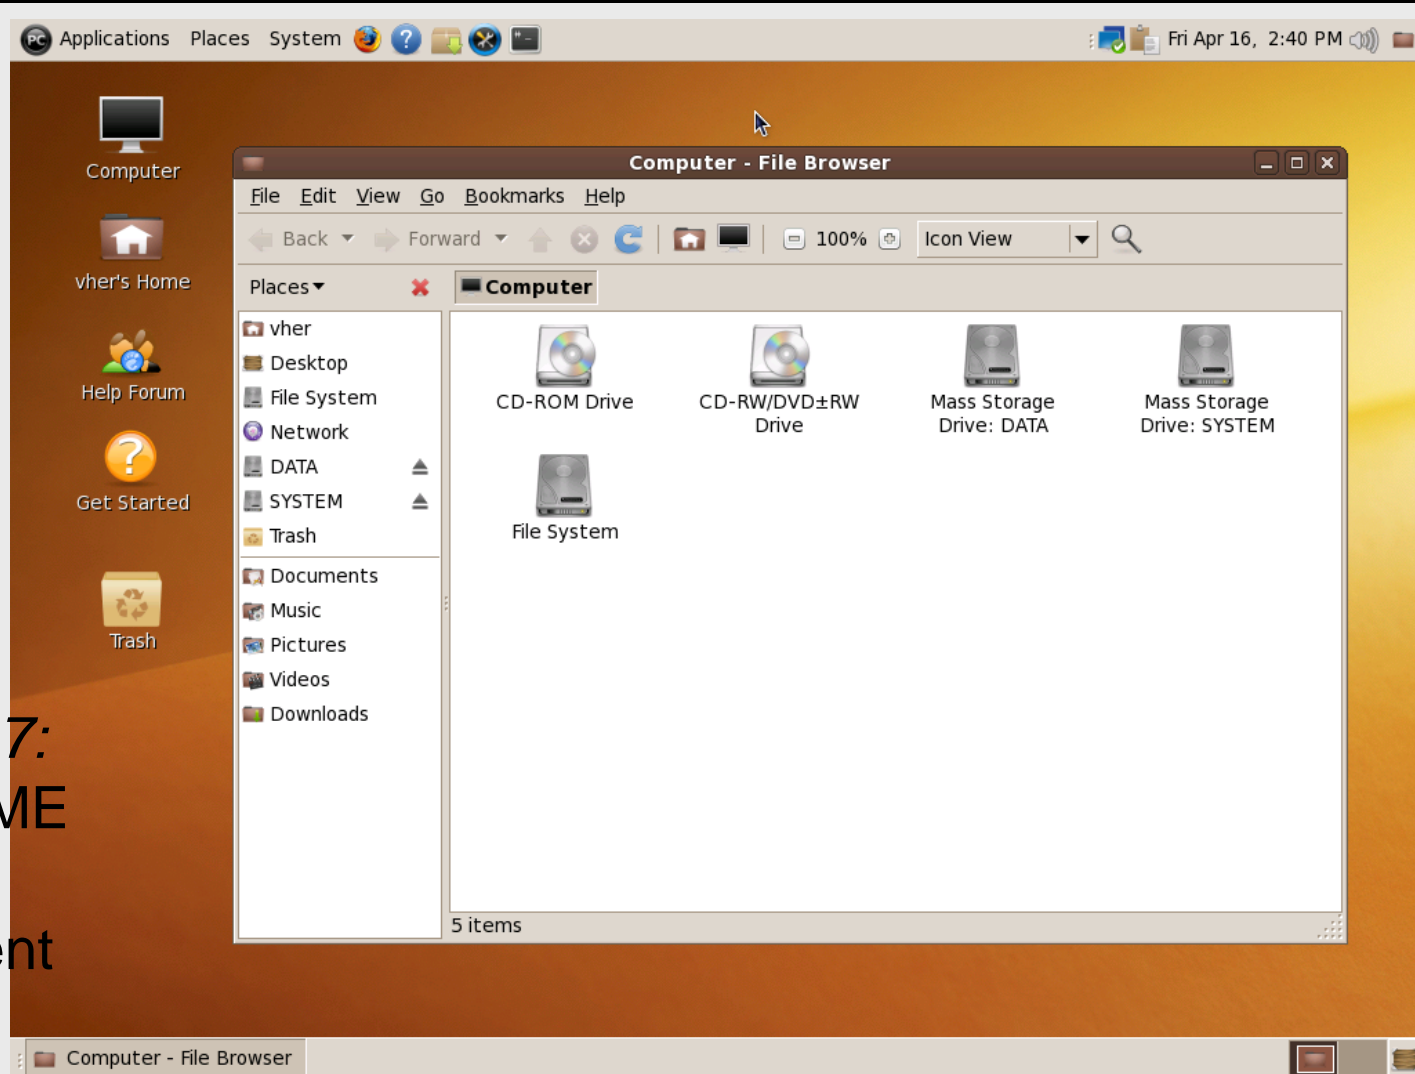 Applications Places System
Fri Apr 16, 2:40 PM
Computer
vher's Home
Help Forum
Get Started
Trash
Computer - File Browser
File Edit View Go Bookmarks Help
Back Forward 100% Icon View
Places Computer
vher
Desktop
File System
Network
DATA
SYSTEM
Trash
Documents
Music
Pictures
Videos
Downloads
CD-ROM Drive
CD-RW/DVD±RW
Drive
Mass Storage
Drive: DATA
Mass Storage
Drive: SYSTEM
File System
5 items
7:
Computer - File Browser